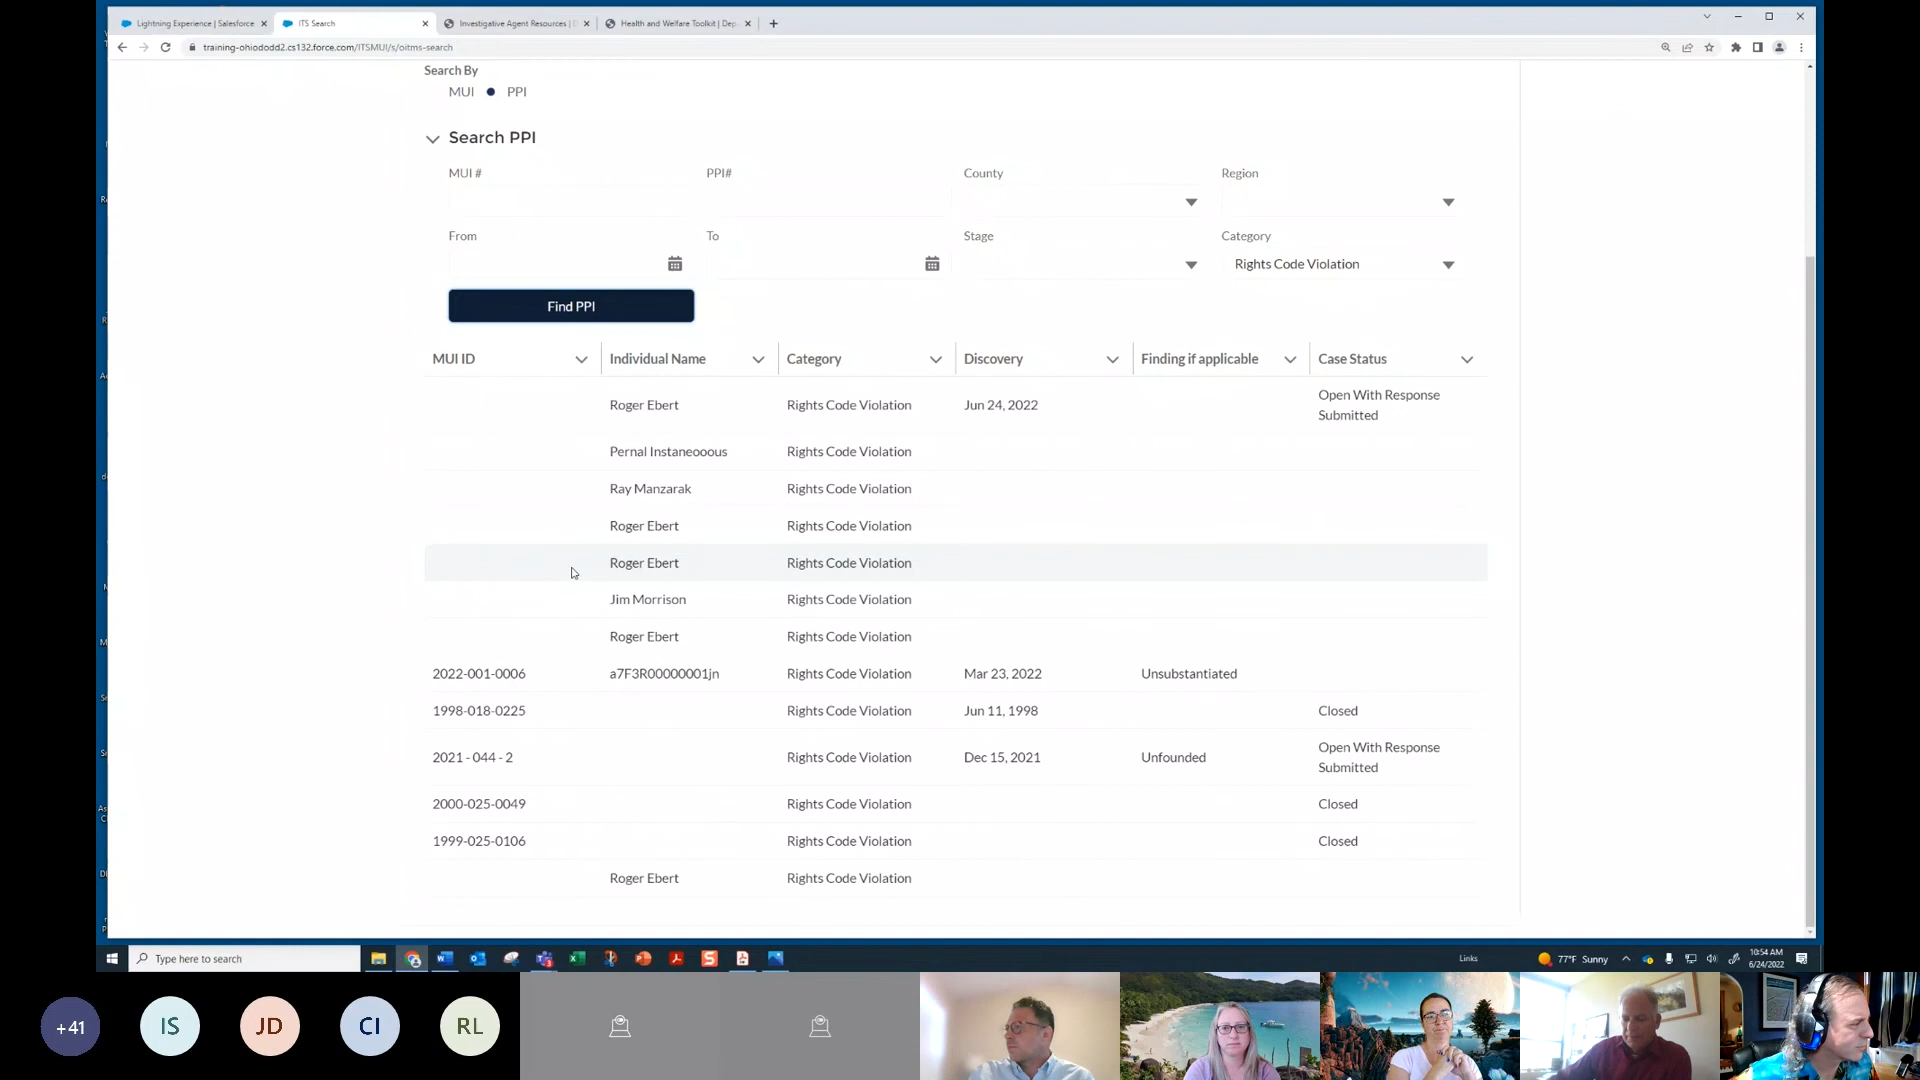 Lightning Experience | Salesforce
ITS Search
Investigative Agent Resources | D
Health and Welfare Toolkit | Dep
training-ohiododd2.cs132.force.com/ITSMUI/s/oitms-search
Search By
MUI PPI
Search PPI
MUI # PPI# County Region
From To Stage Category
Rights Code Violation
Find PPI
MUI ID Individual Name Category Discovery Finding if applicable Case Status
Roger Ebert Rights Code Violation Jun 24, 2022 Open With Response
Submitted
Pernal Instaneooous Rights Code Violation
Ray Manzarak Rights Code Violation
Roger Ebert Rights Code Violation
Roger Ebert Rights Code Violation
Jim Morrison Rights Code Violation
Roger Ebert Rights Code Violation
2022-001-0006 a7F3R00000001jn Rights Code Violation Mar 23, 2022 Unsubstantiated
1998-018-0225 Rights Code Violation Jun 11, 1998 Closed
2021 - 044 - 2 Rights Code Violation Dec 15, 2021 Unfounded Open With Response
Submitted
2000-025-0049 Rights Code Violation Closed
1999-025-0106 Rights Code Violation Closed
Roger Ebert Rights Code Violation
Type here to search
Links
77°F Sunny
10:54 AM
6/24/2022
+41
IS
JD
CI
RL